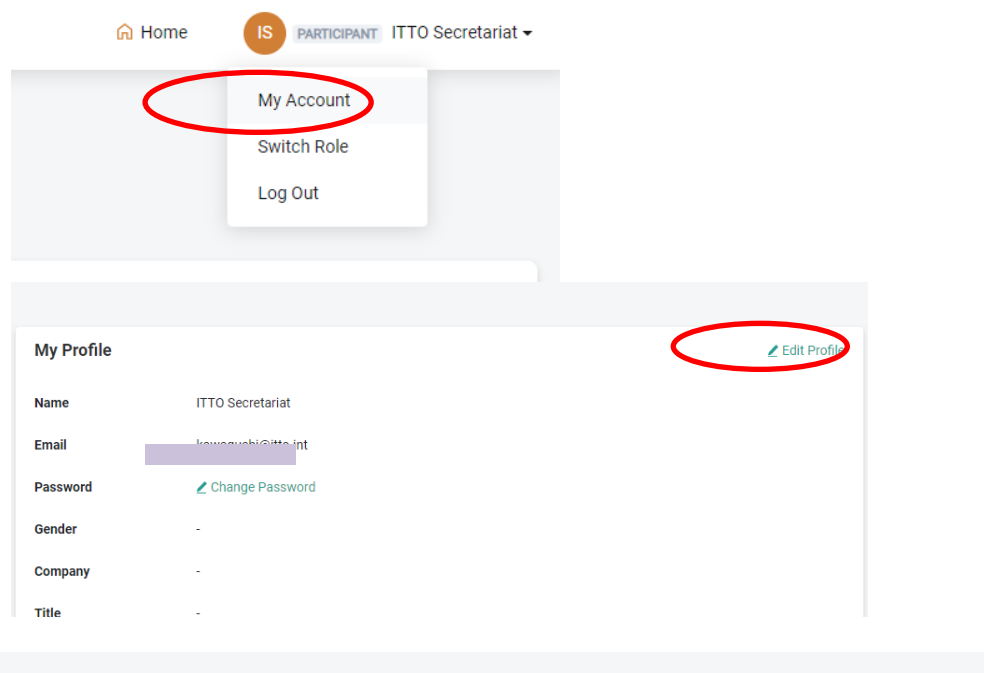 Home
IS PARTICIPANT ITTO Secretariat
My Account
Switch Role
Log Out
My Profile Edit Profile
Name ITTO Secretariat
Email
Password Change Password
Gender -
Company -
Title -